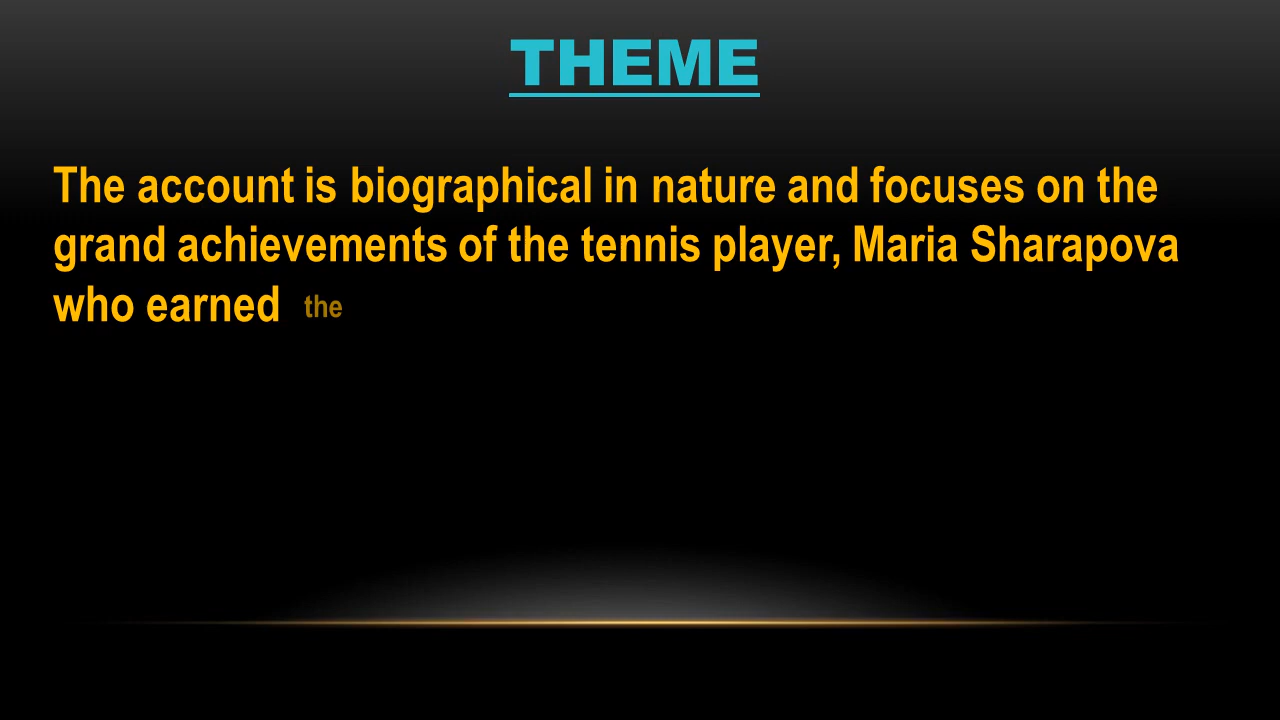 THEME
The account is biographical in nature and focuses on the
grand achievements of the tennis player, Maria Sharapova
who earned the